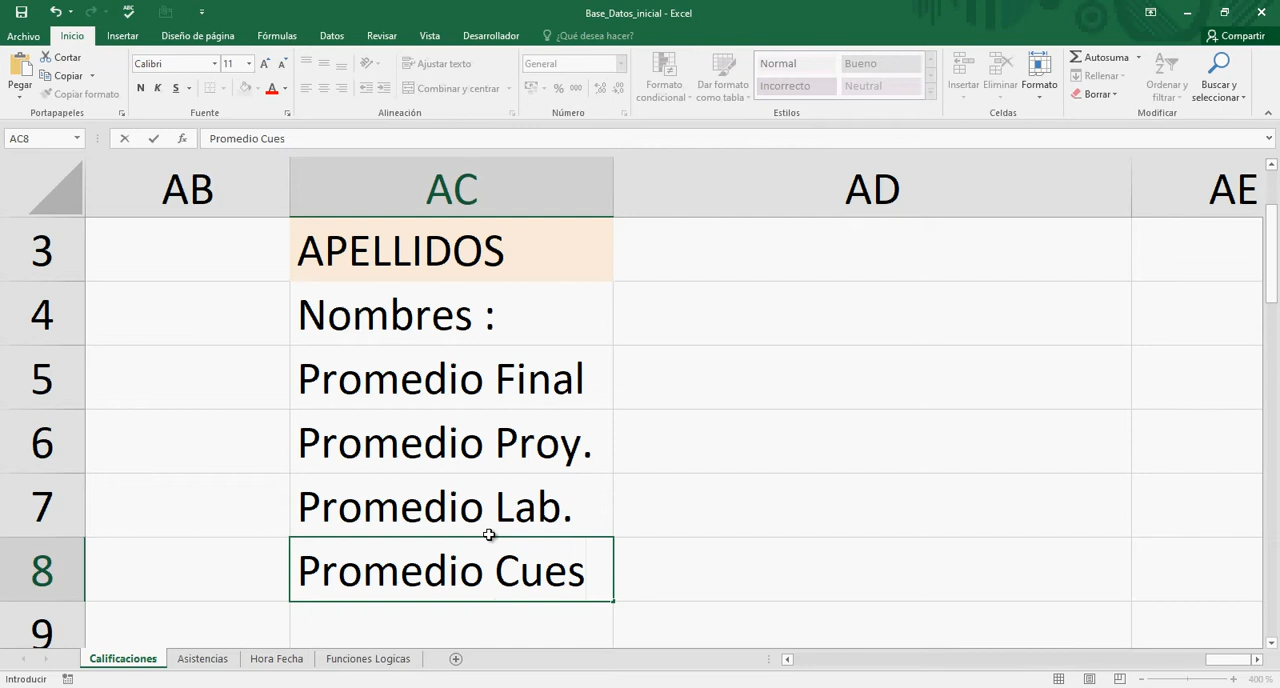 Base_Datos_inicial - Excel
Archivo Inicio Insertar Diseño de página Fórmulas Datos Revisar Vista Desarrollador ¿Qué desea hacer? Compartir
Pegar
Cortar
Copiar
Copiar formato
Portapapeles
Calibri 11
N K S
Fuente
Ajustar texto
Combinar y centrar
Alineación
General
% 000
Número
Formato condicional
Dar formato como tabla
Normal Bueno
Incorrecto Neutral
Estilos
Insertar Eliminar Formato
Celdas
Autosuma
Rellenar
Borrar
Ordenar y filtrar
Buscar y seleccionar
Modificar
AC8 fx Promedio Cues
AB AC AD AE
3 APELLIDOS
4 Nombres :
5 Promedio Final
6 Promedio Proy.
7 Promedio Lab.
8 Promedio Cues
9
Calificaciones Asistencias Hora Fecha Funciones Logicas
Introducir 400 %